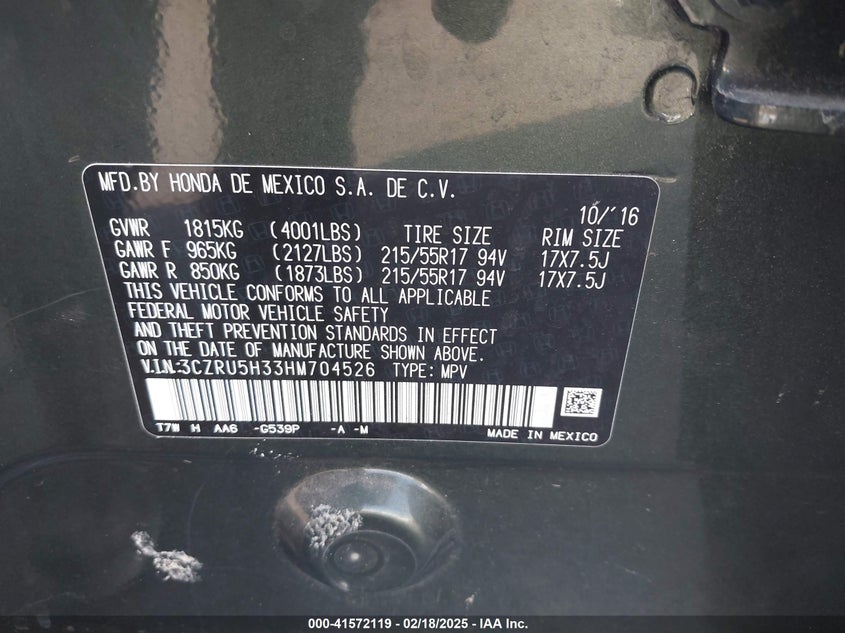 MFD.BY HONDA DE MEXICO S.A. DE C.V.
10/'16
GVWR 1815KG (4001LBS) TIRE SIZE RIM SIZE
GAWR F 965KG (2127LBS) 215/55R17 94V 17X7.5J
GAWR R 850KG (1873LBS) 215/55R17 94V 17X7.5J
THIS VEHICLE CONFORMS TO ALL APPLICABLE
FEDERAL MOTOR VEHICLE SAFETY
AND THEFT PREVENTION STANDARDS IN EFFECT
ON THE DATE OF MANUFACTURE SHOWN ABOVE.
V.I.N:3CZRU5H33HM704526 TYPE: MPV
T7W H AA6 -G539P -A -M MADE IN MEXICO
000-41572119 - 02/18/2025 - IAA Inc.